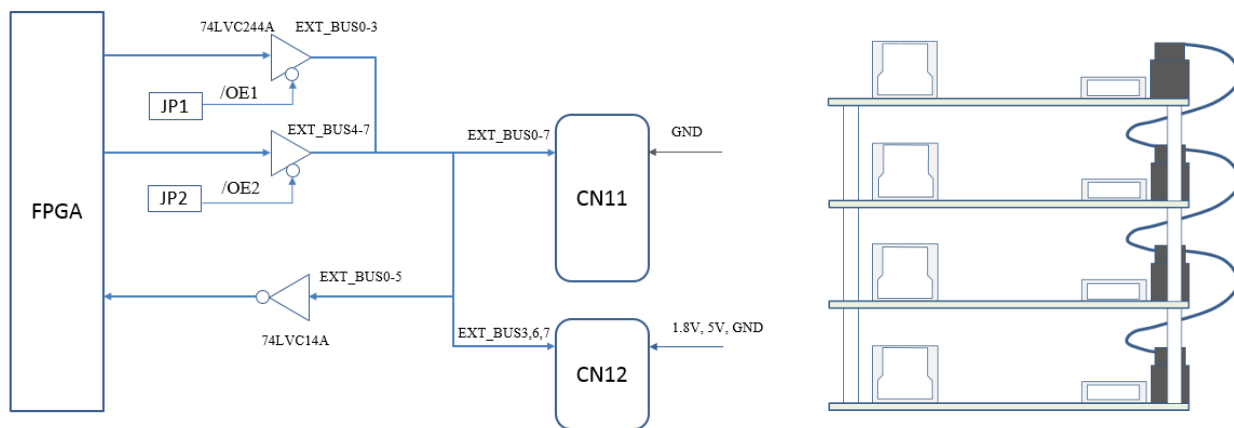 74LVC244A
EXT_BUS0-3
/OE1
JP1
EXT_BUS4-7
/OE2
JP2
FPGA
EXT_BUS0-7
GND
CN11
EXT_BUS0-5
74LVC14A
EXT_BUS3,6,7
1.8V, 5V, GND
CN12